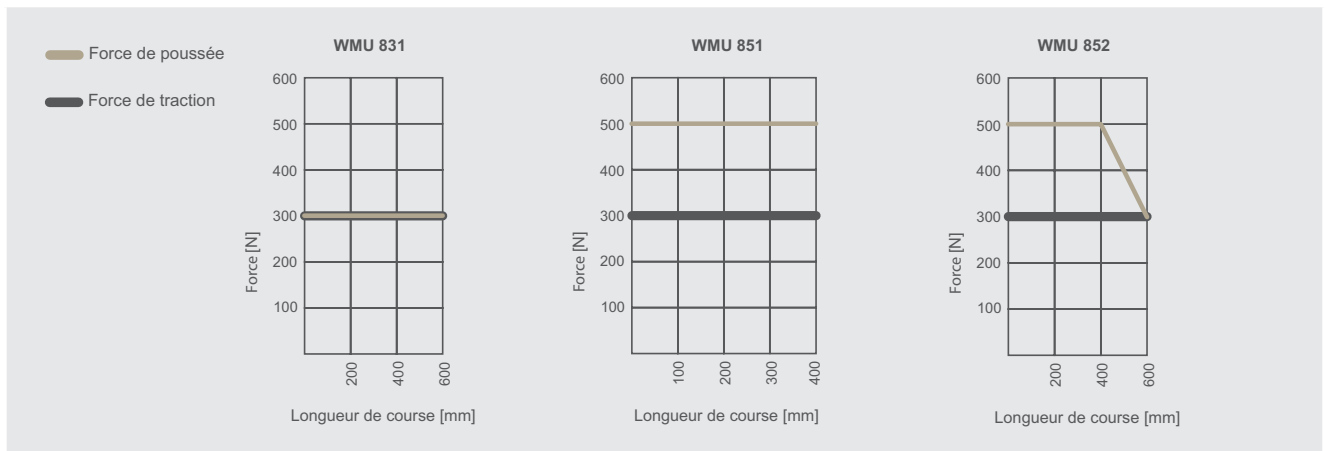 Force de poussée
Force de traction
WMU 831
600
500
400
300
200
100
Force [N]
200
400
600
Longueur de course [mm]
WMU 851
600
500
400
300
200
100
Force [N]
100
200
300
400
Longueur de course [mm]
WMU 852
600
500
400
300
200
100
Force [N]
200
400
600
Longueur de course [mm]